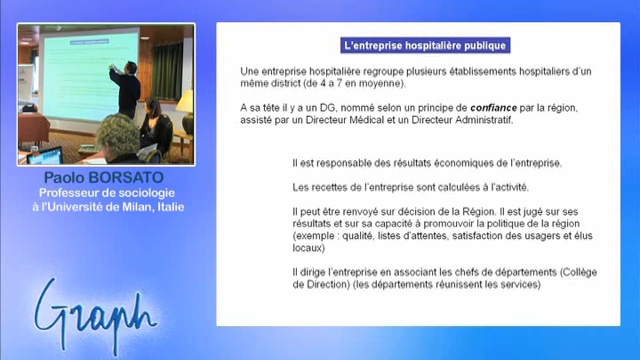 L'entreprise hospitalière publique
Une entreprise hospitalière regroupe plusieurs établissements hospitaliers d'un
même district (de 4 a 7 en moyenne).
A sa tête il y a un DG, nommé selon un principe de confiance par la région,
assisté par un Directeur Médical et un Directeur Administratif.
Il est responsable des résultats économiques de l'entreprise.
Les recettes de l'entreprise sont calculées à l'activité.
Il peut être renvoyé sur décision de la Région. Il est jugé sur ses
résultats et sur sa capacité à promouvoir la politique de la région
(exemple : qualité, listes d'attentes, satisfaction des usagers et élus
locaux)
Il dirige l'entreprise en associant les chefs de départements (Collège
de Direction) (les départements réunissent les services)
Paolo BORSATO
Professeur de sociologie
à l'Université de Milan, Italie
Graph